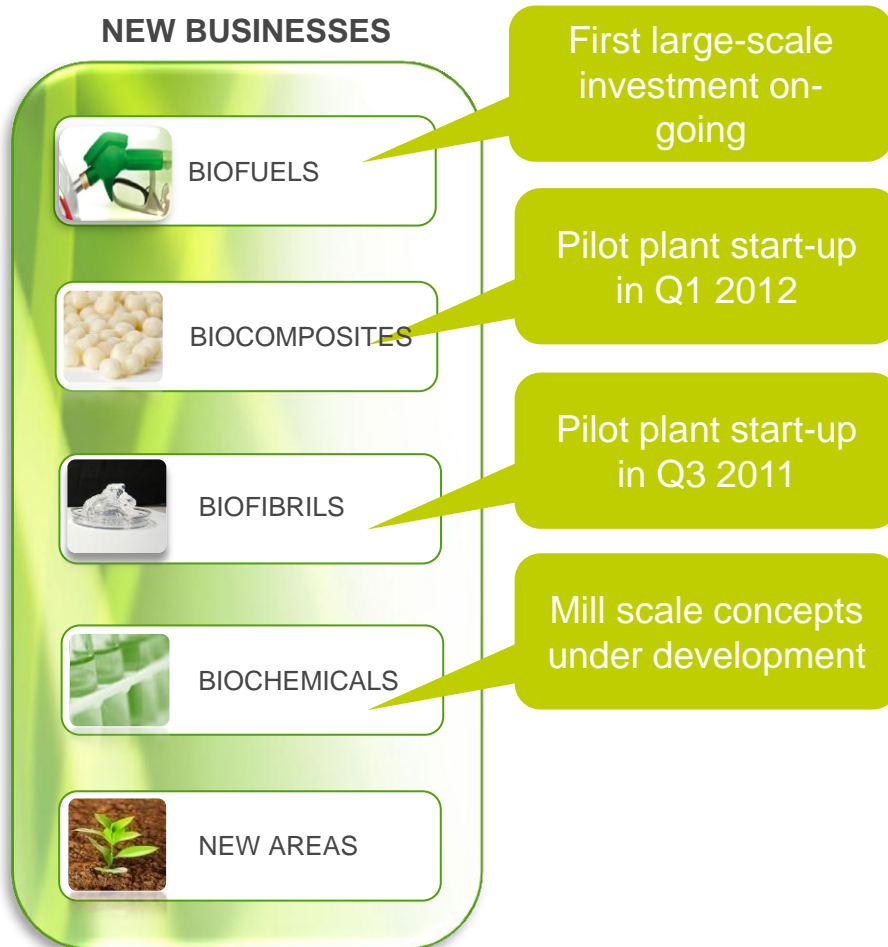 NEW BUSINESSES
First large-scale
investment on-
going
BIOFUELS
Pilot plant start-up
in Q1 2012
BIOCOMPOSITES
Pilot plant start-up
in Q3 2011
BIOFIBRILS
Mill scale concepts
under development
BIOCHEMICALS
NEW AREAS